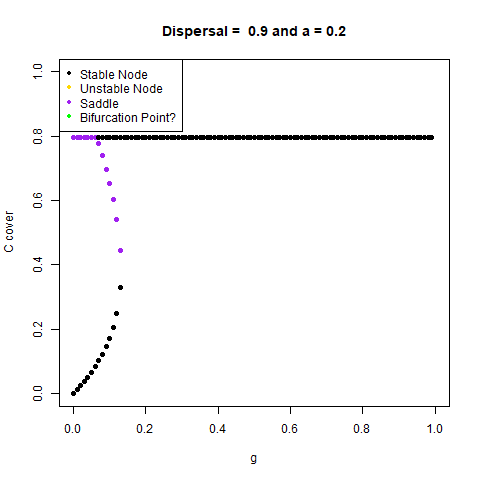 Dispersal =  0.9 and a = 0.2
Stable Node
Unstable Node
Saddle
Bifurcation Point?
C cover
1.0
0.8
0.6
0.4
0.2
0.0
0.0 0.2 0.4 0.6 0.8 1.0
g